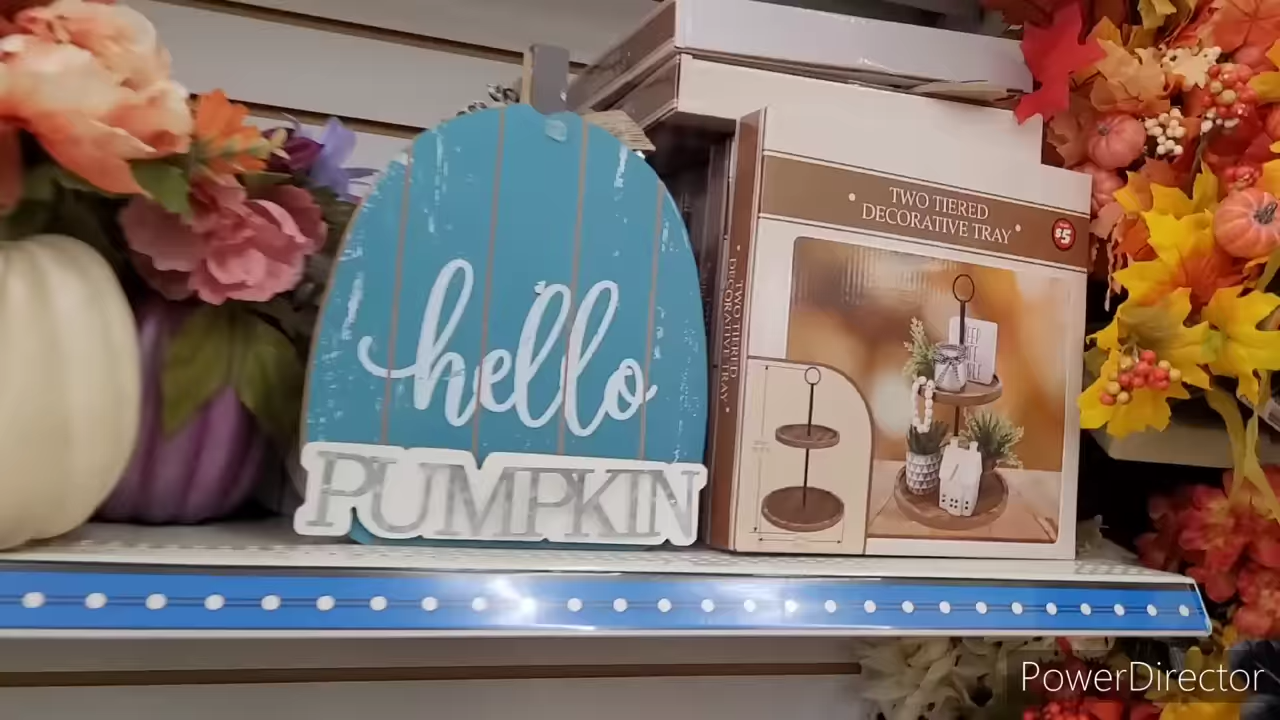 hello
PUMPKIN
TWO TIERED
DECORATIVE TRAY
$5
TWO TIERED
DECORATIVE TRAY
PowerDirector